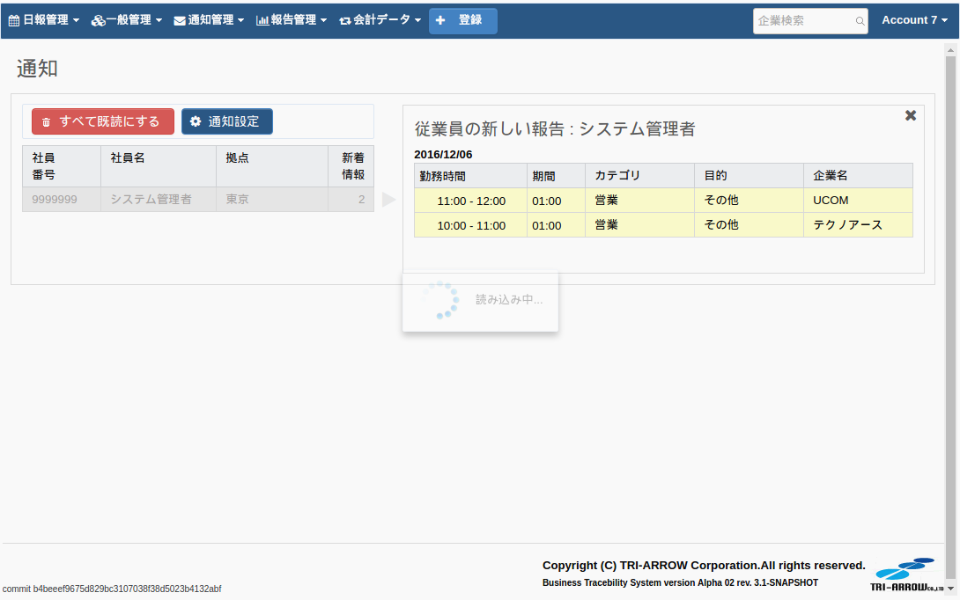 日報管理 一般管理 通知管理 報告管理 会計データ 登録 企業検索 Account 7
通知
すべて既読にする 通知設定
従業員の新しい報告 : システム管理者
2016/12/06
社員番号 社員名 拠点 新着情報
9999999 システム管理者 東京 2
勤務時間 期間 カテゴリ 目的 企業名
11:00 - 12:00 01:00 営業 その他 UCOM
10:00 - 11:00 01:00 営業 その他 テクノアース
読み込み中...
Copyright (C) TRI-ARROW Corporation.All rights reserved.
Business Tracebility System version Alpha 02 rev. 3.1-SNAPSHOT
TRI-ARROW CO.,LTD
commit b4beeef9675d829bc3107038f38d5023b4132abf